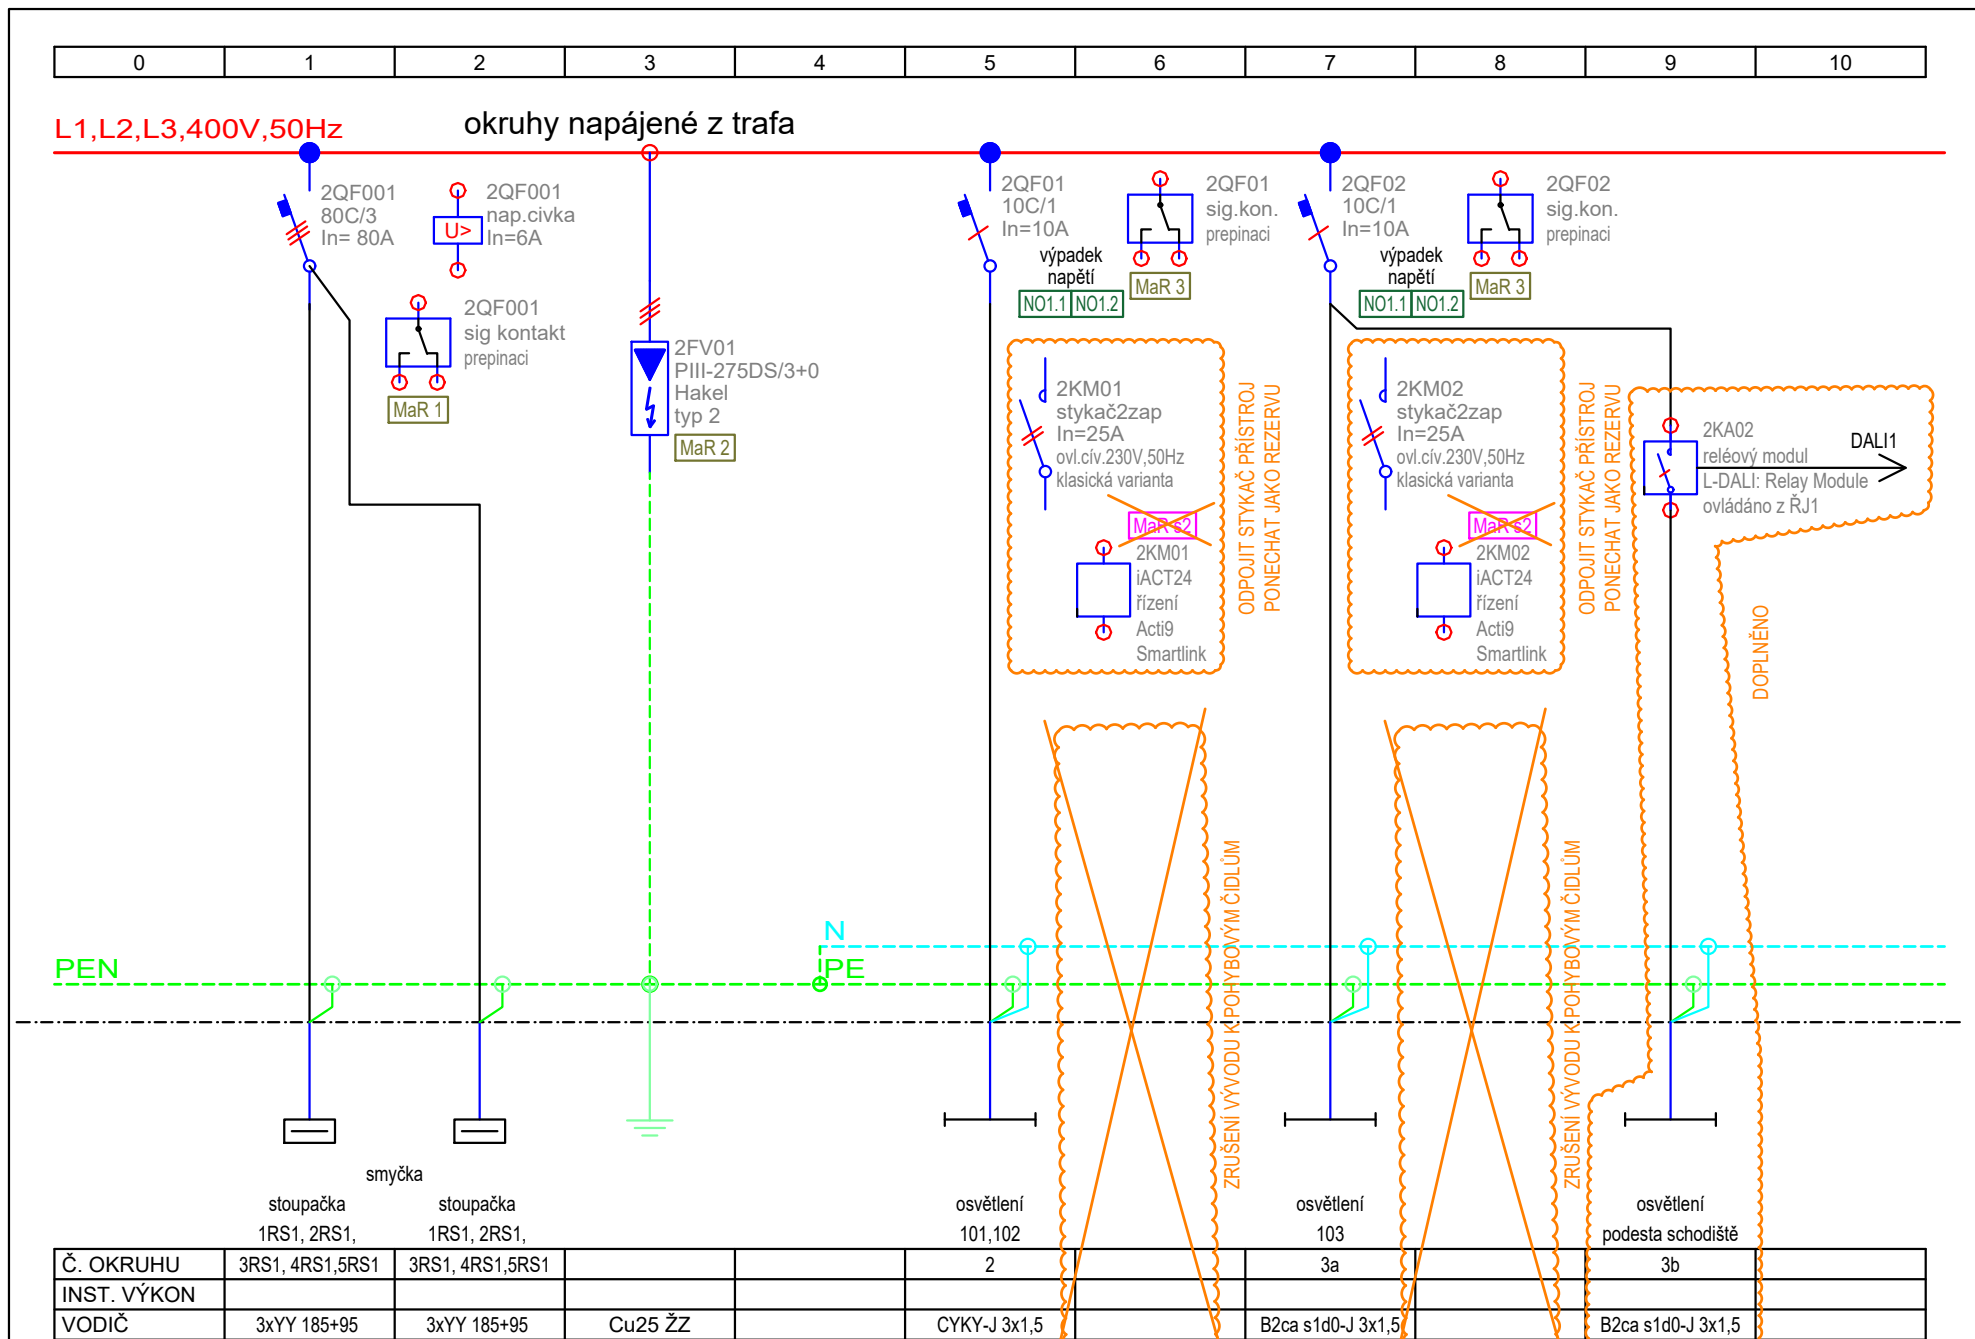 0 1 2 3 4 5 6 7 8 9 10
L1,L2,L3,400V,50Hz
okruhy napájené z trafa
2QF001
80C/3
In= 80A
2QF001
nap.civka
In=6A
U>
2QF001
sig kontakt
prepinaci
MaR 1
2FV01
PIII-275DS/3+0
Hakel
typ 2
MaR 2
2QF01
10C/1
In=10A
výpadek
napětí
NO1.1 NO1.2
2QF01
sig.kon.
prepinaci
MaR 3
2QF02
10C/1
In=10A
výpadek
napětí
NO1.1 NO1.2
2QF02
sig.kon.
prepinaci
MaR 3
2KM01
stykač2zap
In=25A
ovl.cív.230V,50Hz
klasická varianta
MaR s2
2KM01
iACT24
řízení
Acti9
Smartlink
ODPOJIT STYKAČ PŘÍSTROJ
PONECHAT JAKO REZERVU
2KM02
stykač2zap
In=25A
ovl.cív.230V,50Hz
klasická varianta
MaR s2
2KM02
iACT24
řízení
Acti9
Smartlink
ODPOJIT STYKAČ PŘÍSTROJ
PONECHAT JAKO REZERVU
2KA02
reléový modul
L-DALI: Relay Module
ovládáno z ŘJ1
DALI1
DOPLNĚNO
ZRUŠENÍ VÝVODU K POHYBOVÝM ČIDLŮM
ZRUŠENÍ VÝVODU K POHYBOVÝM ČIDLŮM
N
PEN
PE
smyčka
stoupačka
1RS1, 2RS1,
stoupačka
1RS1, 2RS1,
osvětlení
101,102
osvětlení
103
osvětlení
podesta schodiště
Č. OKRUHU 3RS1, 4RS1,5RS1 3RS1, 4RS1,5RS1 2 3a 3b
INST. VÝKON
VODIČ 3xYY 185+95 3xYY 185+95 Cu25 ŽZ CYKY-J 3x1,5 B2ca s1d0-J 3x1,5 B2ca s1d0-J 3x1,5